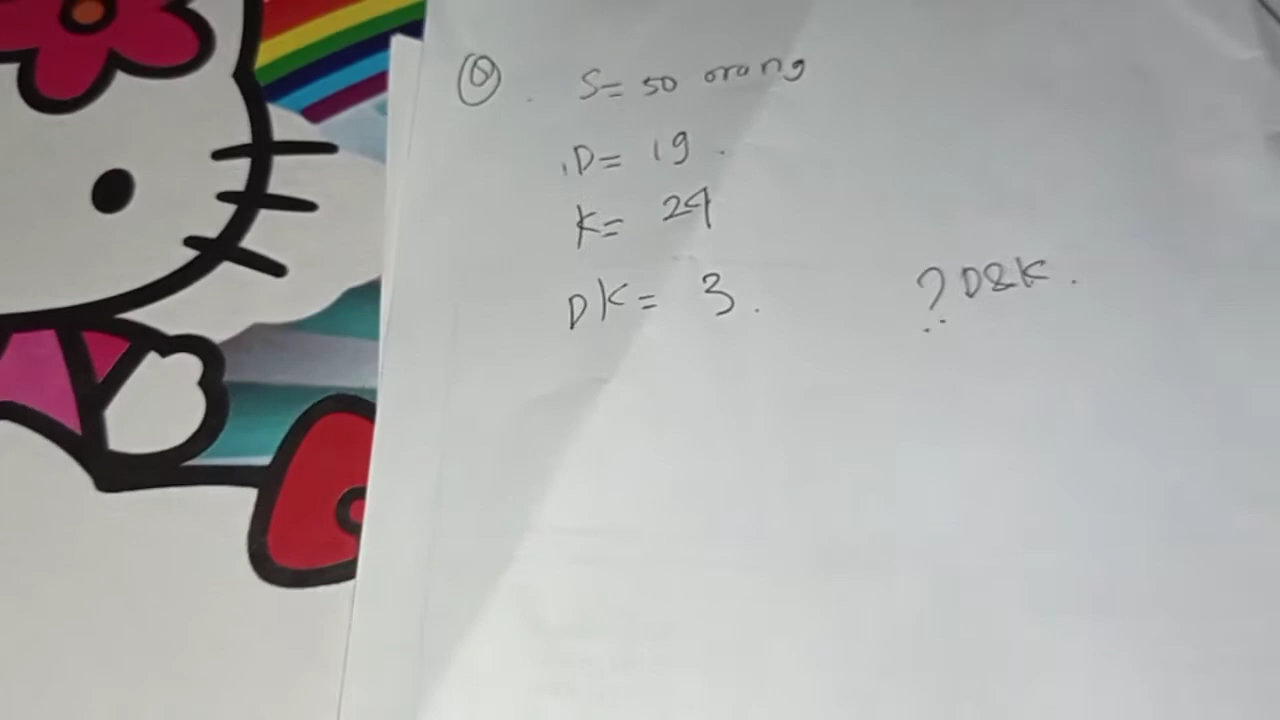 Ⓠ. S= 50 orang
D= 19.
K= 24
DK= 3. ? D&K.